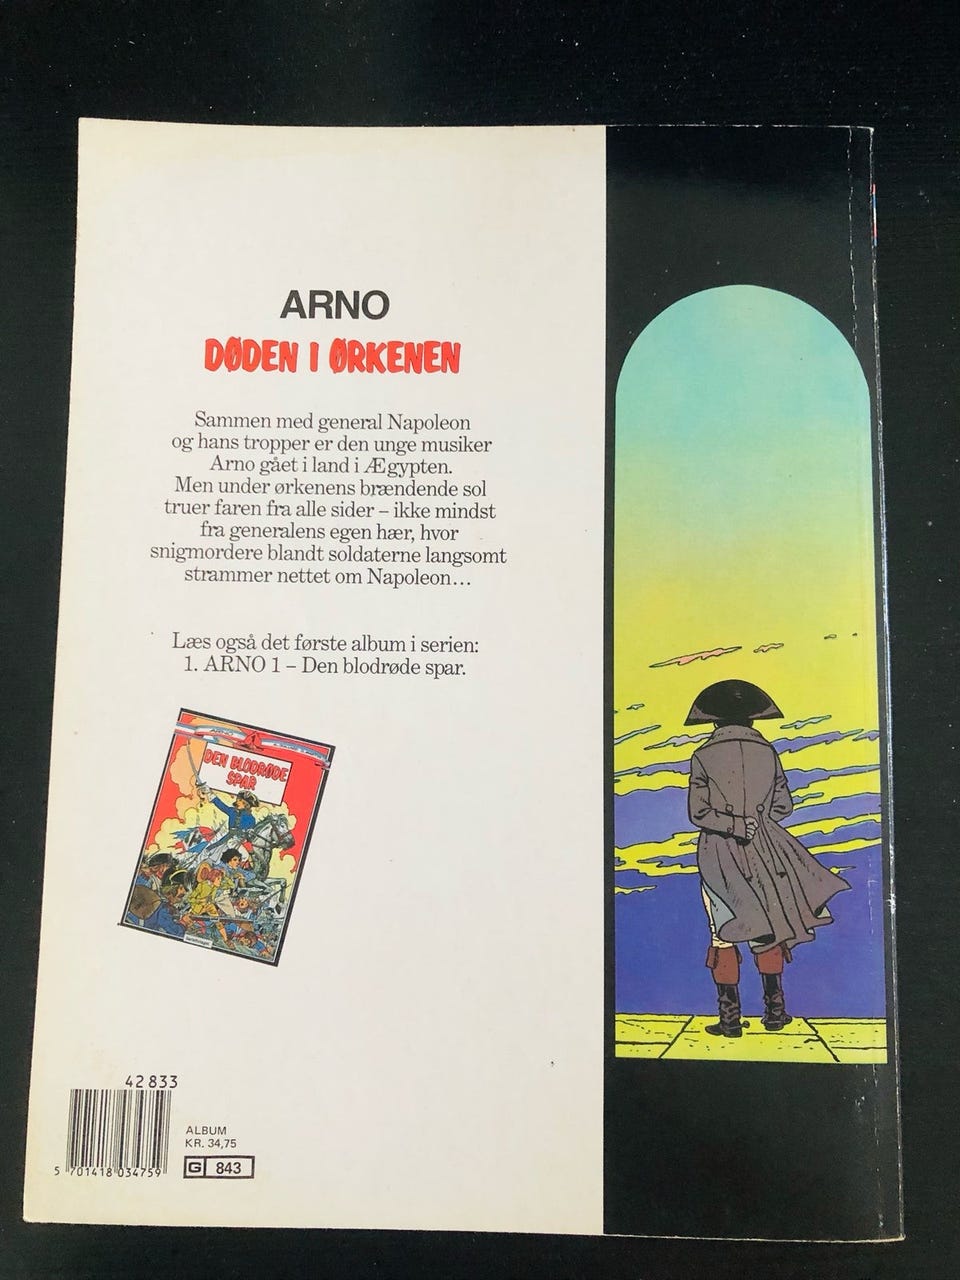 ARNO
DØDEN I ØRKENEN
Sammen med general Napoleon
og hans tropper er den unge musiker
Arno gået i land i Ægypten.
Men under ørkenens brændende sol
truer faren fra alle sider – ikke mindst
fra generalens egen hær, hvor
snigmordere blandt soldaterne langsomt
strammer nettet om Napoleon...
Læs også det første album i serien:
1. ARNO 1 – Den blodrøde spar.
DEN BLODRØDE
SPAR
42 833
5 701418 034759
ALBUM
KR. 34,75
G 843